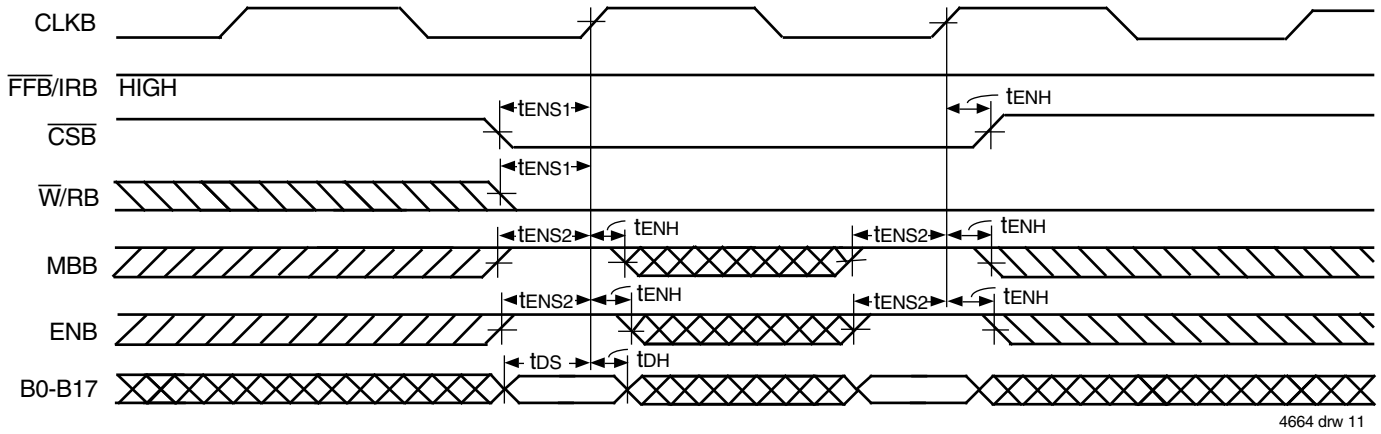 CLKB
FFB/IRB HIGH
tENS1 tENH
CSB
tENS1
W/RB
tENS2 tENH tENS2 tENH
MBB
tENS2 tENH tENS2 tENH
ENB
tDS tDH
B0-B17
4664 drw 11